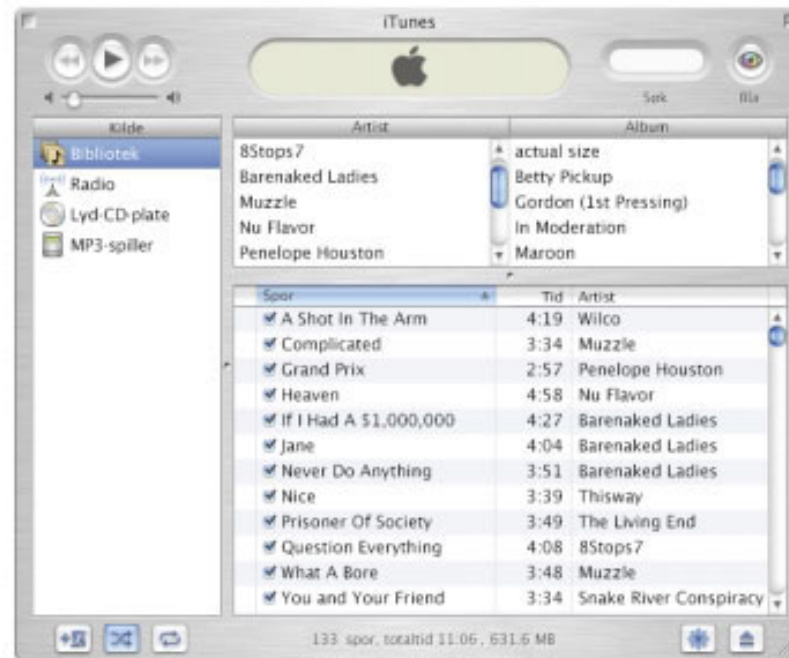 iTunes
Søk
Bla
Kilde
Bibliotek
Radio
Lyd-CD-plate
MP3-spiller
Artist Album
8Stops7 actual size
Barenaked Ladies Betty Pickup
Muzzle Gordon (1st Pressing)
Nu Flavor In Moderation
Penelope Houston Maroon
Spor Tid Artist
A Shot In The Arm 4:19 Wilco
Complicated 3:34 Muzzle
Grand Prix 2:57 Penelope Houston
Heaven 4:58 Nu Flavor
If I Had A $1,000,000 4:27 Barenaked Ladies
Jane 4:04 Barenaked Ladies
Never Do Anything 3:51 Barenaked Ladies
Nice 3:39 Thisway
Prisoner Of Society 3:49 The Living End
Question Everything 4:08 8Stops7
What A Bore 3:48 Muzzle
You and Your Friend 3:34 Snake River Conspiracy
133 spor, totaltid 11:06, 631.6 MB